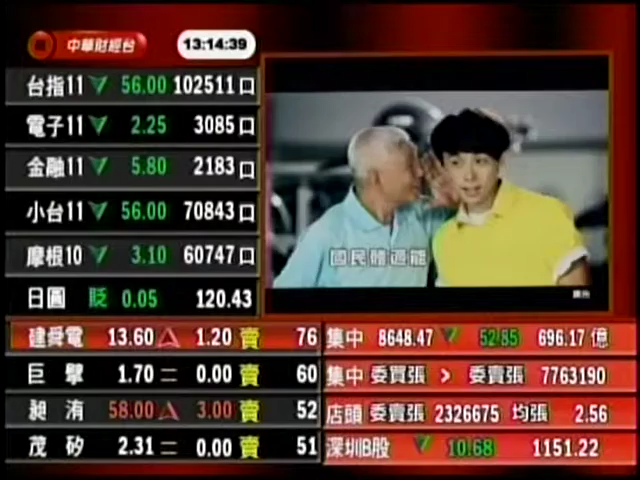 中華財經台 13:14:39
台指11 56.00 102511口
電子11 2.25 3085口
金融11 5.80 2183口
小台11 56.00 70843口
摩根10 3.10 60747口
日圓 貶 0.05 120.43
國民體適能
廣告
建舜電 13.60 1.20 賣 76
巨擘 1.70 0.00 賣 60
昶洧 58.00 3.00 賣 52
茂矽 2.31 0.00 賣 51
集中 8648.47 52.85 696.17 億
集中 委買張 > 委賣張 7763190
店頭 委賣張 2326675 均張 2.56
深圳B股 10.68 1151.22